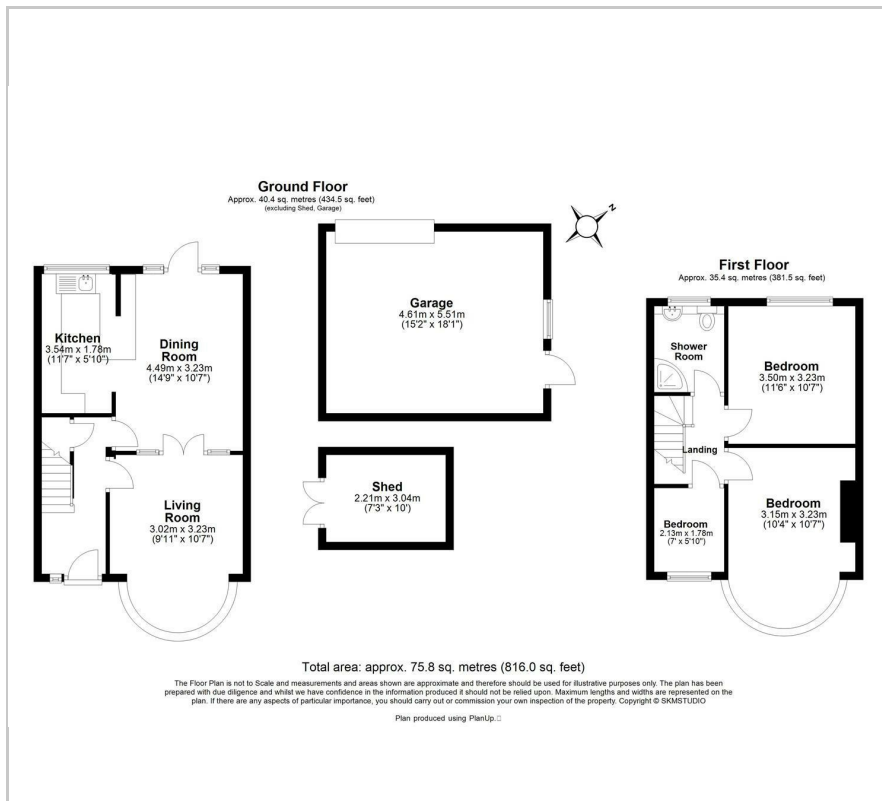 Ground Floor
Approx. 40.4 sq. metres (434.5 sq. feet)
(excluding Shed, Garage)
Kitchen
3.54m x 1.78m
(11'7" x 5'10")
Dining
Room
4.49m x 3.23m
(14'9" x 10'7")
Living
Room
3.02m x 3.23m
(9'11" x 10'7")
Garage
4.61m x 5.51m
(15'2" x 18'1")
Shed
2.21m x 3.04m
(7'3" x 10')
N
First Floor
Approx. 35.4 sq. metres (381.5 sq. feet)
Shower
Room
Bedroom
3.50m x 3.23m
(11'6" x 10'7")
Landing
Bedroom
2.13m x 1.78m
(7' x 5'10")
Bedroom
3.15m x 3.23m
(10'4" x 10'7")
Total area: approx. 75.8 sq. metres (816.0 sq. feet)
The Floor Plan is not to Scale and measurements and areas shown are approximate and therefore should be used for illustrative purposes only. The plan has been
prepared with due diligence and whilst we have confidence in the information produced it should not be relied upon. Maximum lengths and widths are represented on the
plan. If there are any aspects of particular importance, you should carry out or commission your own inspection of the property. Copyright © SKMSTUDIO
Plan produced using PlanUp.